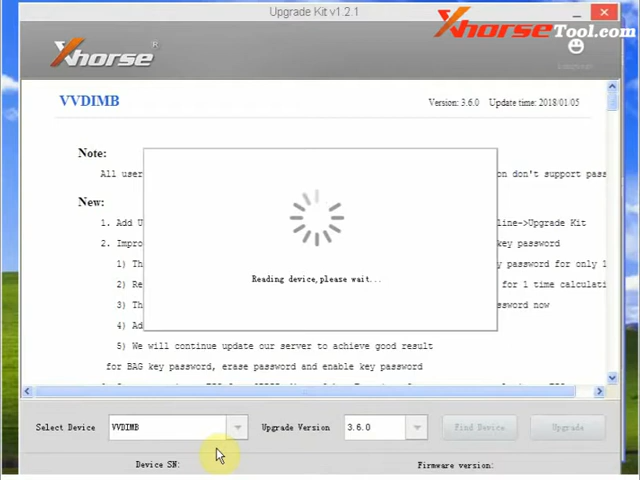 Upgrade Kit v1.2.1
XhorseTool.com
Xhorse®
VVDIMB
Version: 3.6.0 Update time: 2018/01/05
Note:
All user on don't support pass
New:
1. Add U line->Upgrade Kit
2. Improv key password
1) Th y password for only 1
2) Re for 1 time calculati
3) Th sword now
4) Ad
5) We will continue update our server to achieve good result
for BAG key password, erase password and enable key password
Reading device,please wait...
Select Device VVDIMB Upgrade Version 3.6.0 Find Device Upgrade
Device SN: Firmware version: